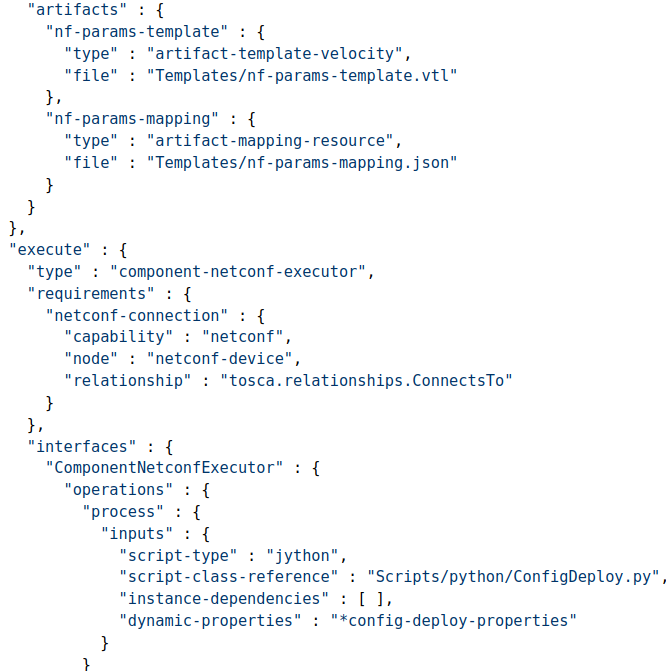 "artifacts" : {
"nf-params-template" : {
"type" : "artifact-template-velocity",
"file" : "Templates/nf-params-template.vtl"
},
"nf-params-mapping" : {
"type" : "artifact-mapping-resource",
"file" : "Templates/nf-params-mapping.json"
}
}
},
"execute" : {
"type" : "component-netconf-executor",
"requirements" : {
"netconf-connection" : {
"capability" : "netconf",
"node" : "netconf-device",
"relationship" : "tosca.relationships.ConnectsTo"
}
},
"interfaces" : {
"ComponentNetconfExecutor" : {
"operations" : {
"process" : {
"inputs" : {
"script-type" : "jython",
"script-class-reference" : "Scripts/python/ConfigDeploy.py",
"instance-dependencies" : [ ],
"dynamic-properties" : "*config-deploy-properties"
}
}